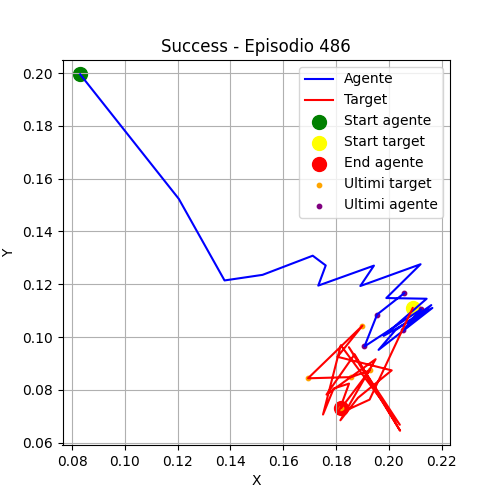 Success - Episodio 486
0.20
0.18
0.16
0.14
0.12
0.10
0.08
0.06
Y
Agente
Target
Start agente
Start target
End agente
Ultimi target
Ultimi agente
0.08 0.10 0.12 0.14 0.16 0.18 0.20 0.22
X